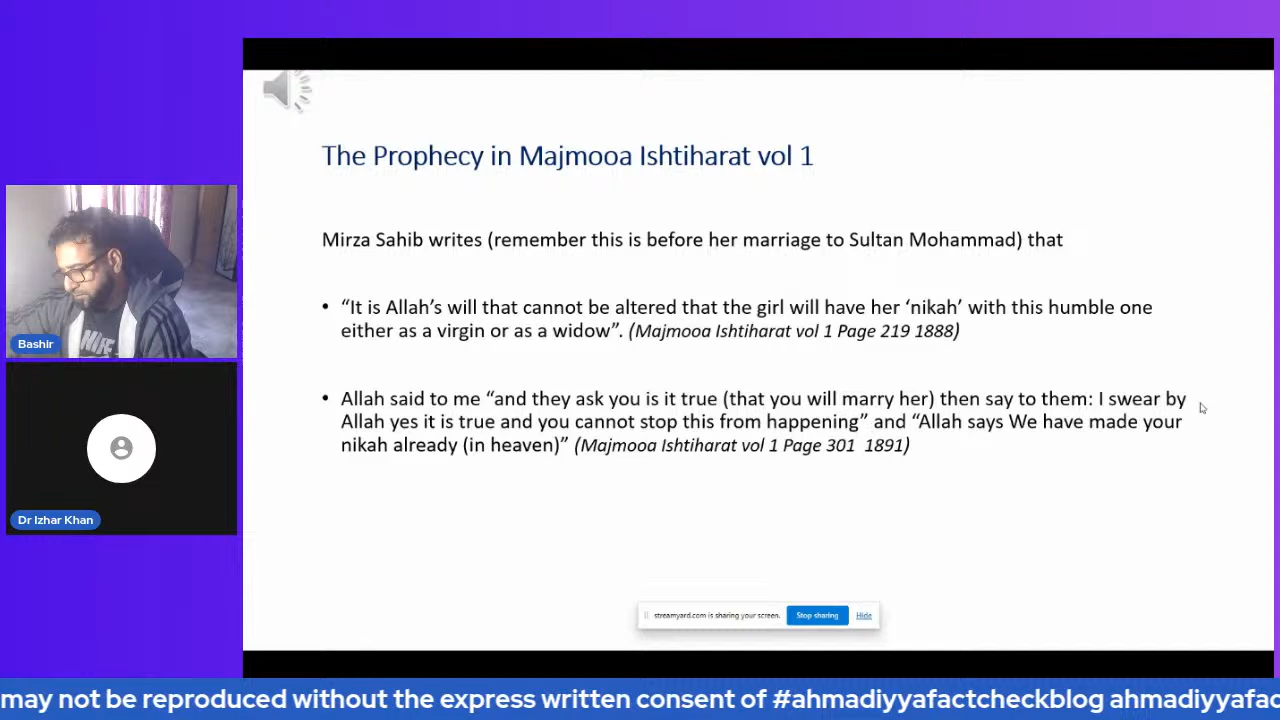 The Prophecy in Majmooa Ishtiharat vol 1
Mirza Sahib writes (remember this is before her marriage to Sultan Mohammad) that
• “It is Allah’s will that cannot be altered that the girl will have her ‘nikah’ with this humble one
either as a virgin or as a widow”. (Majmooa Ishtiharat vol 1 Page 219 1888)
• Allah said to me “and they ask you is it true (that you will marry her) then say to them: I swear by
Allah yes it is true and you cannot stop this from happening” and “Allah says We have made your
nikah already (in heaven)” (Majmooa Ishtiharat vol 1 Page 301 1891)
Bashir
NIKE
Dr Izhar Khan
streamyard.com is sharing your screen. Stop sharing Hide
may not be reproduced without the express written consent of #ahmadiyyafactcheckblog ahmadiyyafac